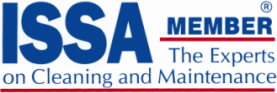 ISSA MEMBER®
The Experts
on Cleaning and Maintenance